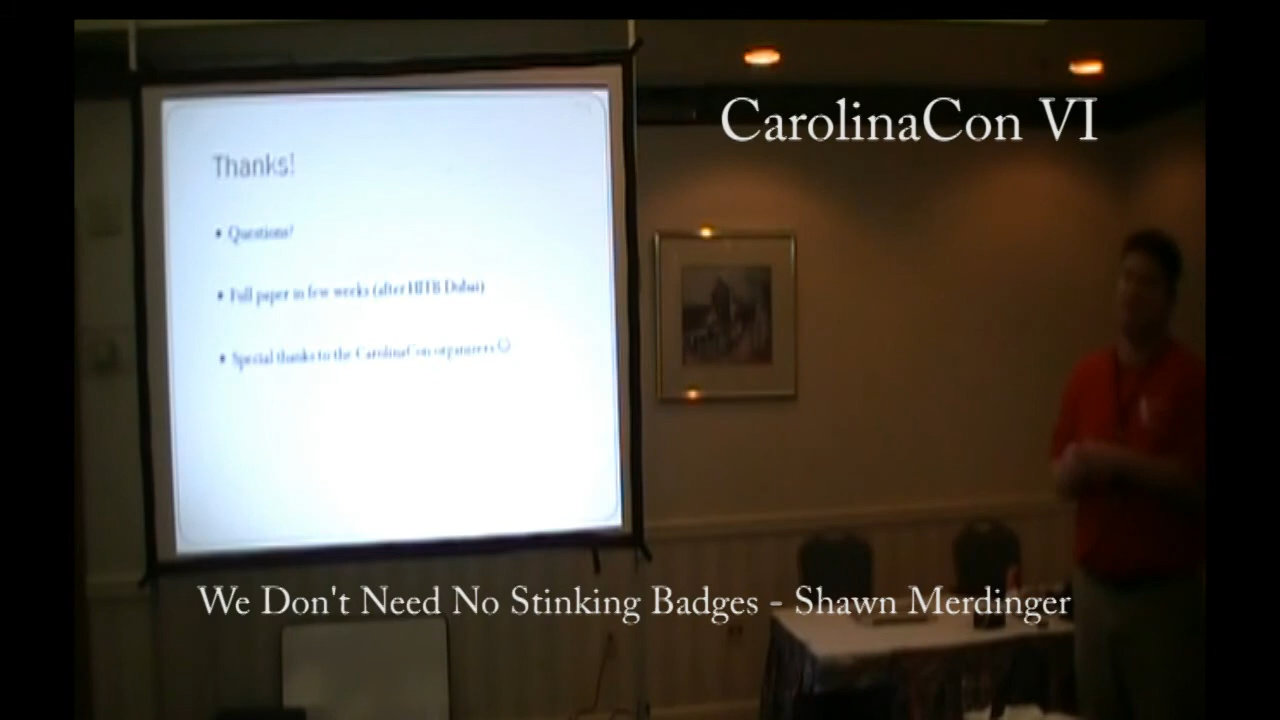 CarolinaCon VI
Thanks!
• Questions?
• Full paper in few weeks (after HITB Dubai)
• Special thanks to the CarolinaCon organizers ☺
We Don't Need No Stinking Badges - Shawn Merdinger